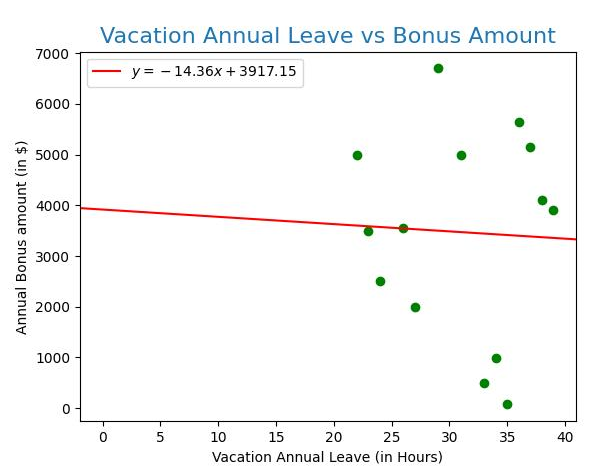 Vacation Annual Leave vs Bonus Amount
y = −14.36x + 3917.15
7000
6000
5000
4000
3000
2000
1000
0
Annual Bonus amount (in $)
0 5 10 15 20 25 30 35 40
Vacation Annual Leave (in Hours)